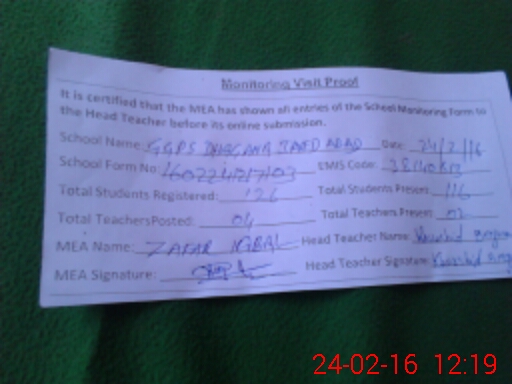 Monitoring Visit Proof
It is certified that the MEA has shown all entries of the School Monitoring Form to
the Head Teacher before its online submission.
School Name: GGPS Date: 24/2/16
School Form No: EMIS Code:
Total Students Registered: 126 Total Students Present: 116
Total Teachers Posted: 04 Total Teachers Present: 02
MEA Name: ZAFAR IQBAL Head Teacher Name:
MEA Signature: Head Teacher Signature:
24-02-16 12:19